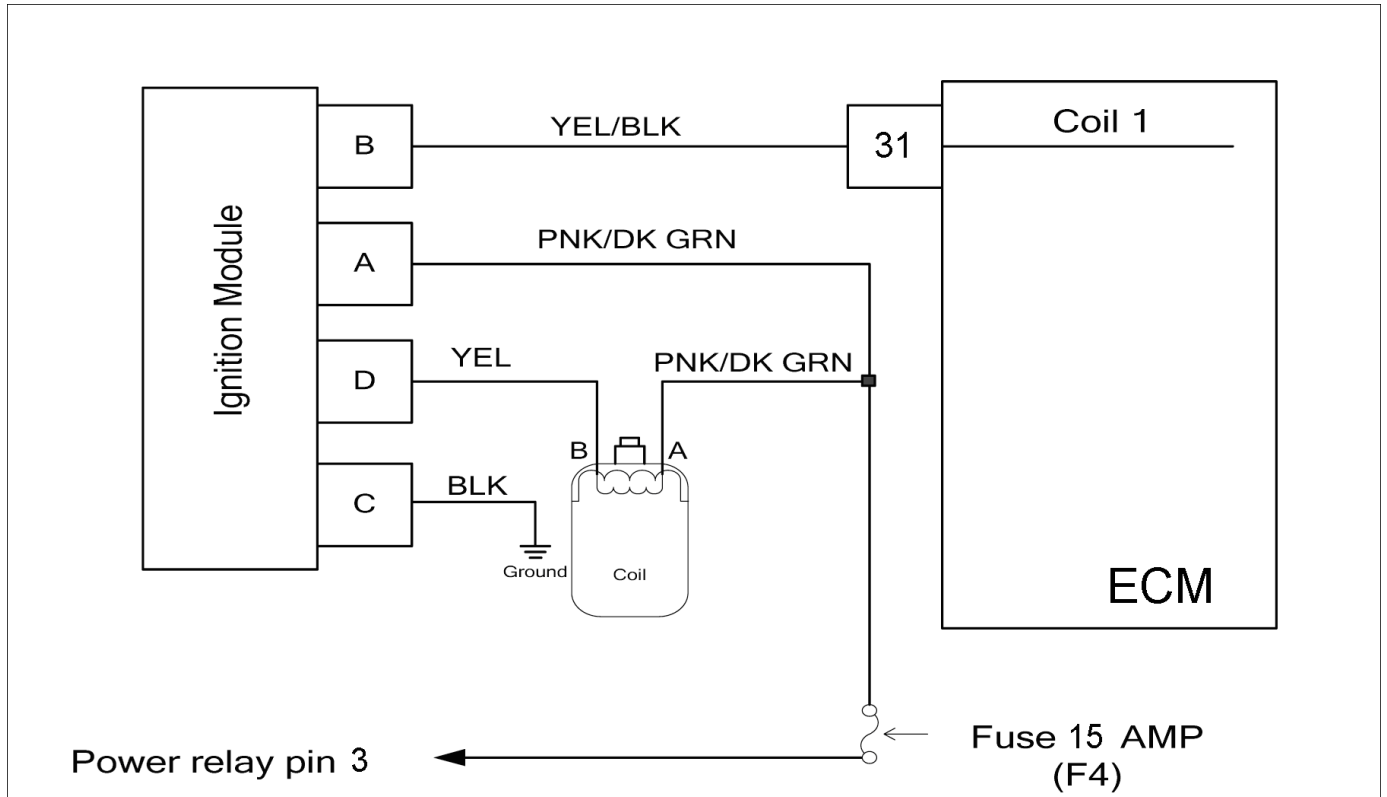 Ignition Module
B
YEL/BLK
31
Coil 1
A
PNK/DK GRN
D
YEL
PNK/DK GRN
B
A
C
BLK
Ground
Coil
ECM
Power relay pin 3
Fuse 15 AMP
(F4)